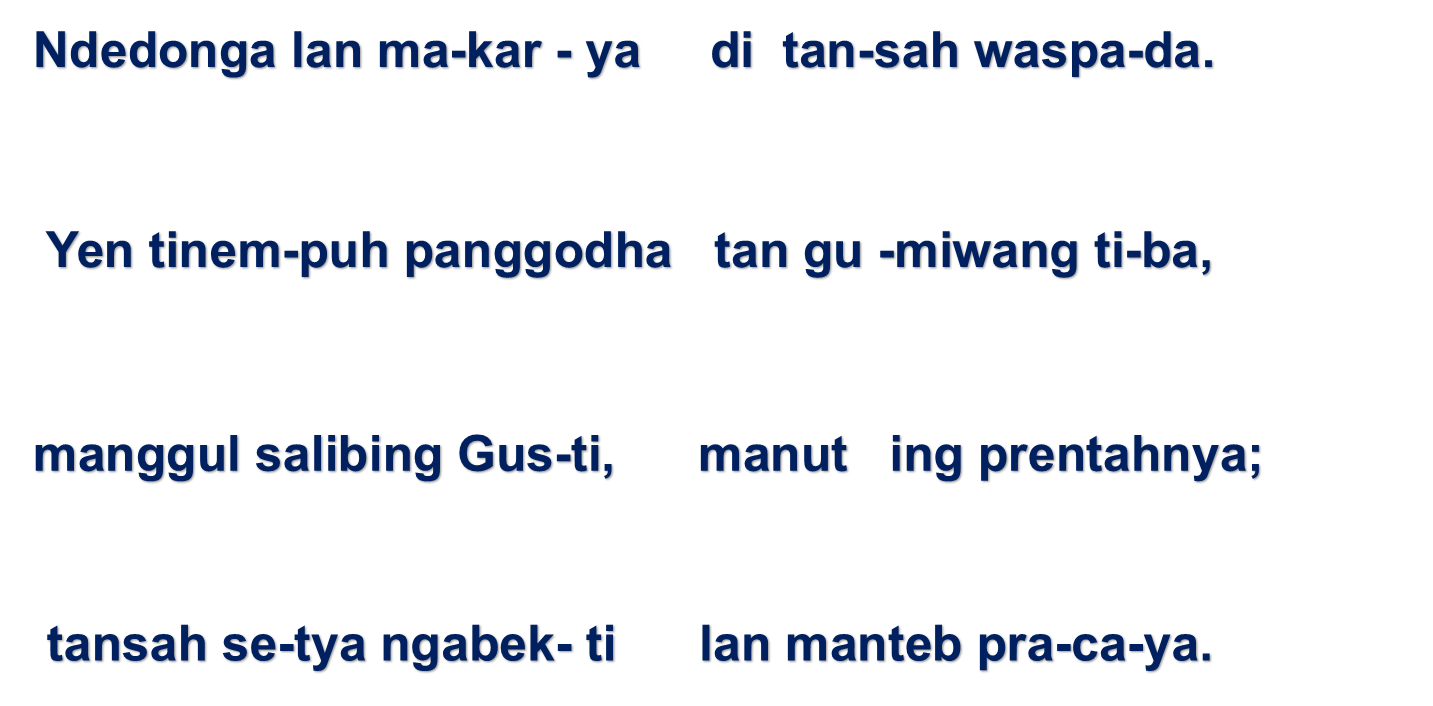 Ndedonga lan ma-kar - ya di tan-sah waspa-da.
Yen tinem-puh panggodha tan gu -miwang ti-ba,
manggul salibing Gus-ti, manut ing prentahnya;
tansah se-tya ngabek- ti lan manteb pra-ca-ya.